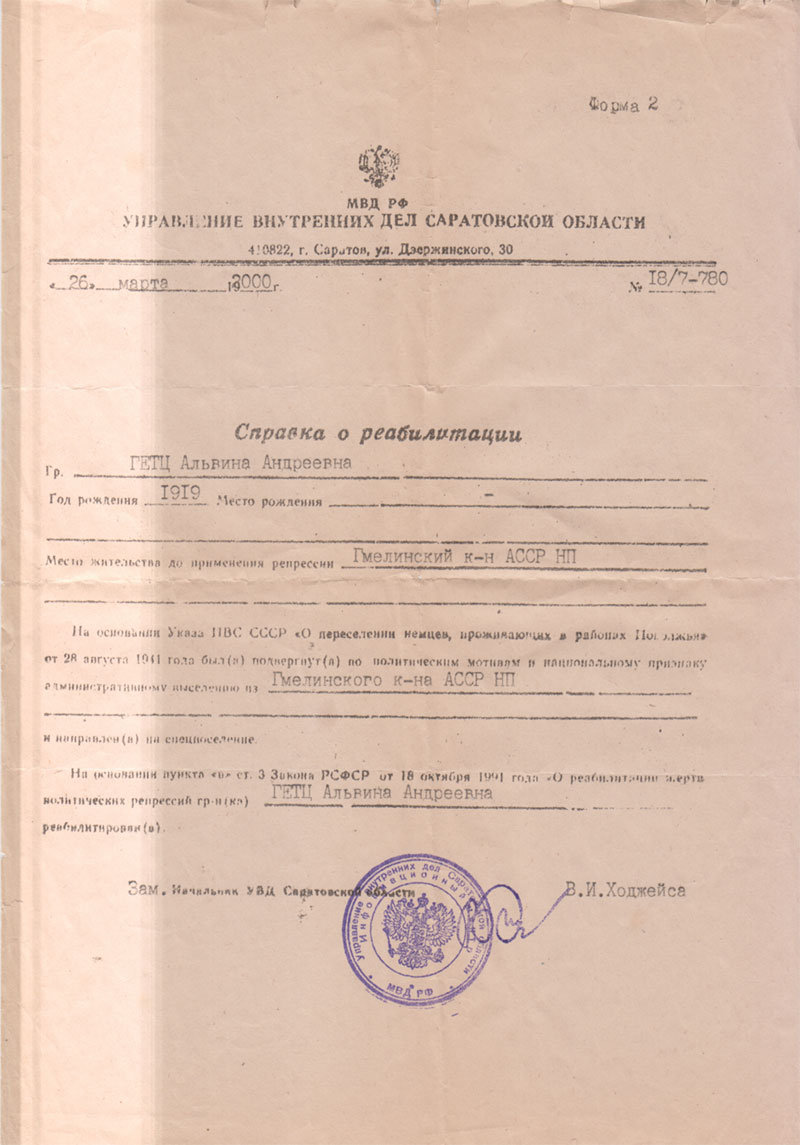 Форма 2
МВД РФ
УПРАВЛЕНИЕ ВНУТРЕННИХ ДЕЛ САРАТОВСКОЙ ОБЛАСТИ
410822, г. Саратов, ул. Дзержинского, 30
« 26» марта 2000 г. № 18/7-780
Справка о реабилитации
Гр. ГЕТЦ Альвина Андреевна
Год рождения 1919 Место рождения –
Место жительства до применения репрессии Гмелинский к-н АССР НП
На основании Указа ПВС СССР «О переселении немцев, проживающих в районах Поволжья»
от 28 августа 1941 года был(а) подвергнут(а) по политическим мотивам и национальному признаку
административному выселению из Гмелинского к-на АССР НП
и направлен(а) на спецпоселение.
На основании пункта «в» ст. 3 Закона РСФСР от 18 октября 1991 года «О реабилитации жертв
политических репрессий гр-н(ка) ГЕТЦ Альвина Андреевна
реабилитирован(а).
Зам. Начальник УВД Саратовской области В.И.Ходжейса
Управление внутренних дел Саратовской области
МВД РФ